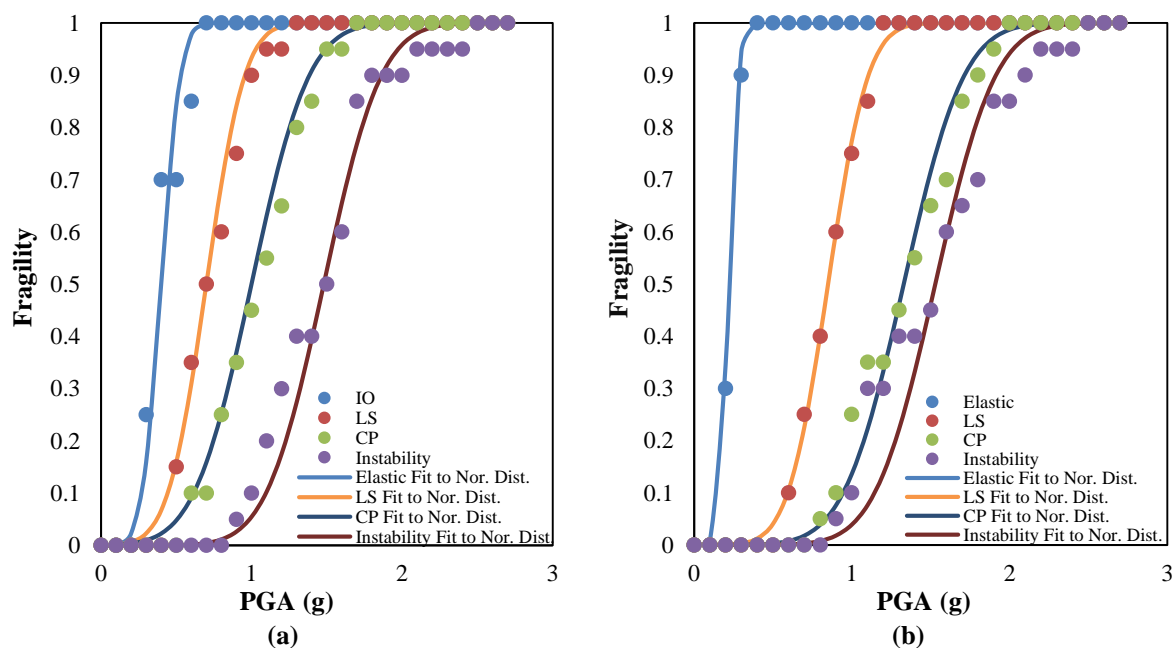 1
0.9
0.8
0.7
0.6
0.5
0.4
0.3
0.2
0.1
0
Fragility
IO
LS
CP
Instability
Elastic Fit to Nor. Dist.
LS Fit to Nor. Dist.
CP Fit to Nor. Dist.
Instability Fit to Nor. Dist.
0 1 2 3
PGA (g)
(a)
1
0.9
0.8
0.7
0.6
0.5
0.4
0.3
0.2
0.1
0
Fragility
Elastic
LS
CP
Instability
Elastic Fit to Nor. Dist.
LS Fit to Nor. Dist.
CP Fit to Nor. Dist.
Instability Fit to Nor. Dist.
0 1 2 3
PGA (g)
(b)